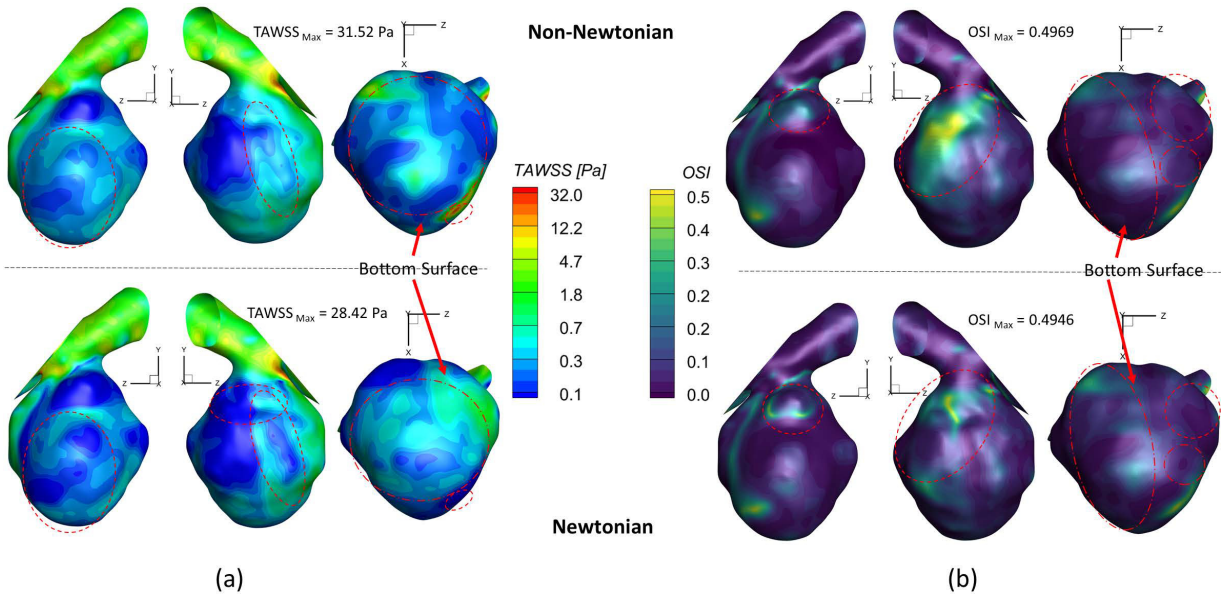 TAWSS Max = 31.52 Pa
Non-Newtonian
OSI Max = 0.4969
Y Z X
Y Z X
Y X Z
Y Z X
Y X Z
Y Z X
TAWSS [Pa]
32.0
12.2
4.7
1.8
0.7
0.3
0.1
OSI
0.5
0.4
0.3
0.2
0.2
0.1
0.0
Bottom Surface
Bottom Surface
TAWSS Max = 28.42 Pa
OSI Max = 0.4946
Y Z X
Y X Z
Y Z X
Y Z X
Y X Z
Y Z X
Newtonian
(a)
(b)